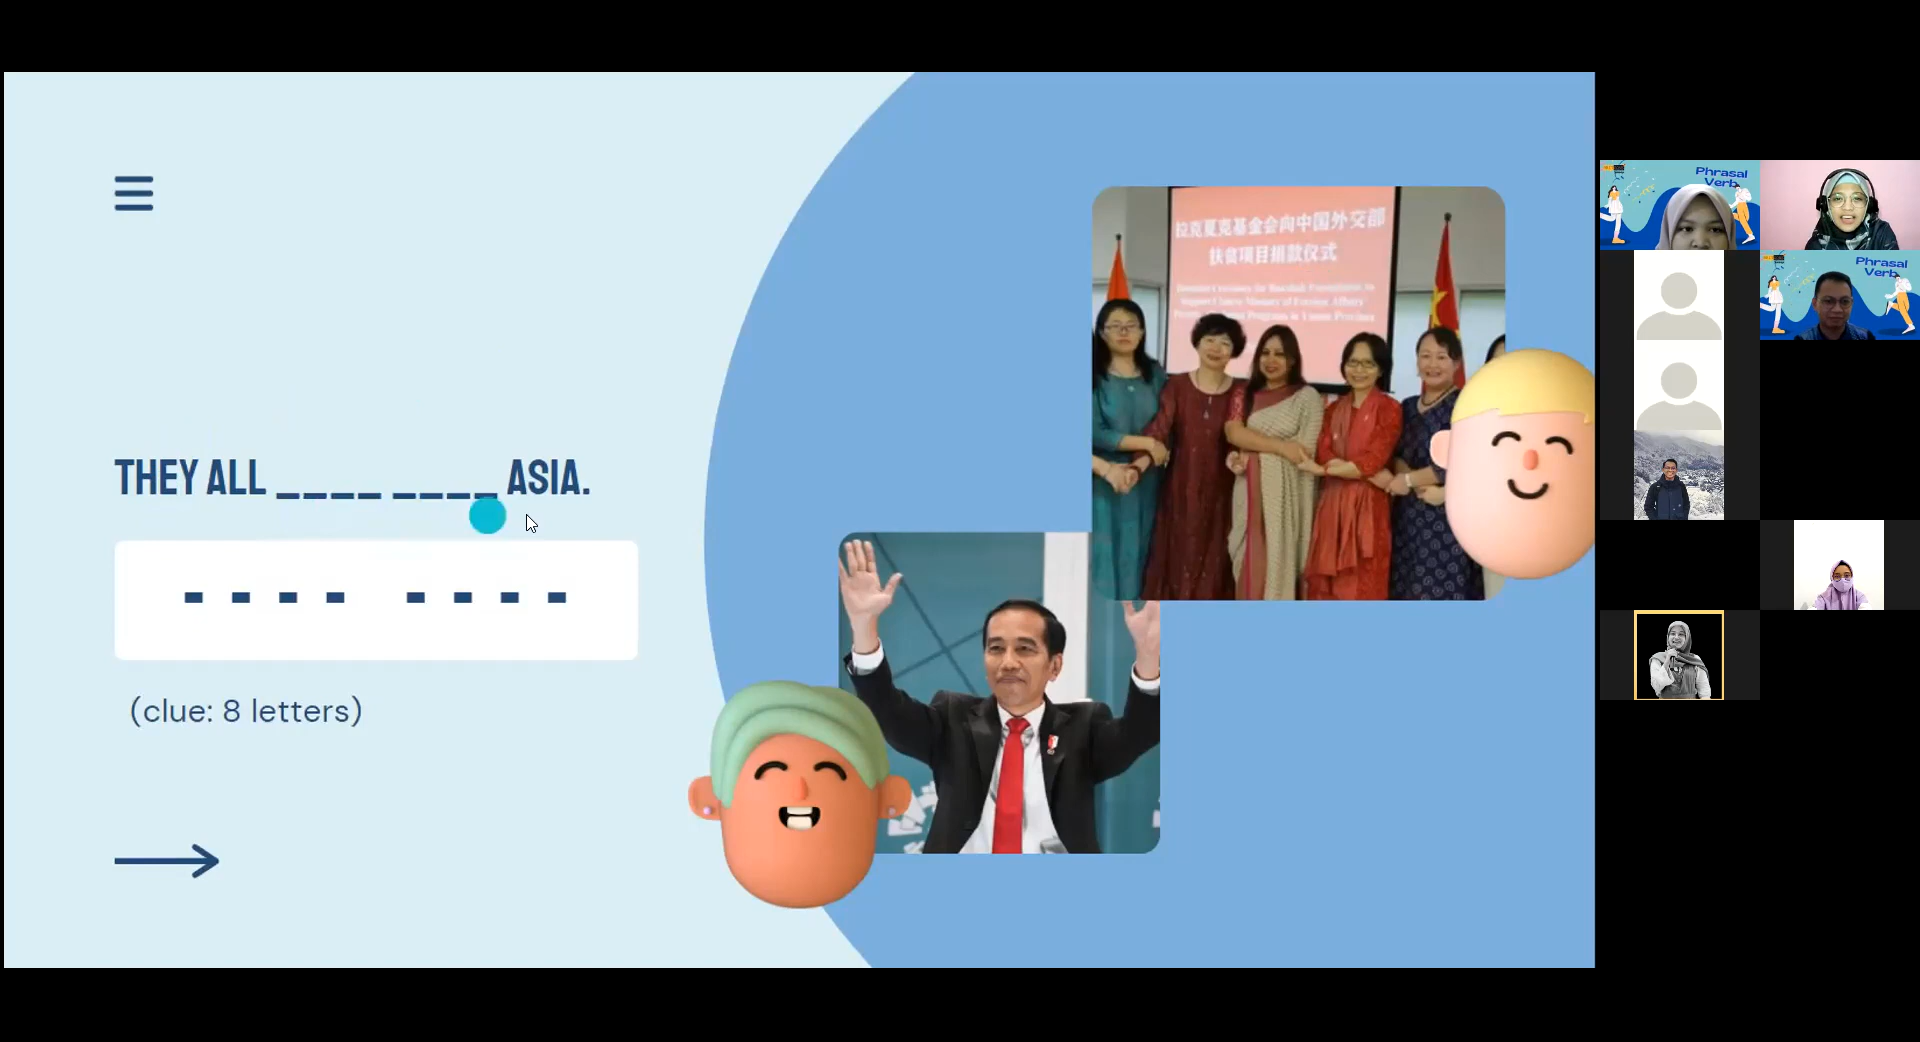 THEY ALL ____ ____ ASIA.
- - - -  - - - -
(clue: 8 letters)
拉克夏克基金会向中国外交部
扶贫项目捐款仪式
Phrasal
Verb
Phrasal
Verb